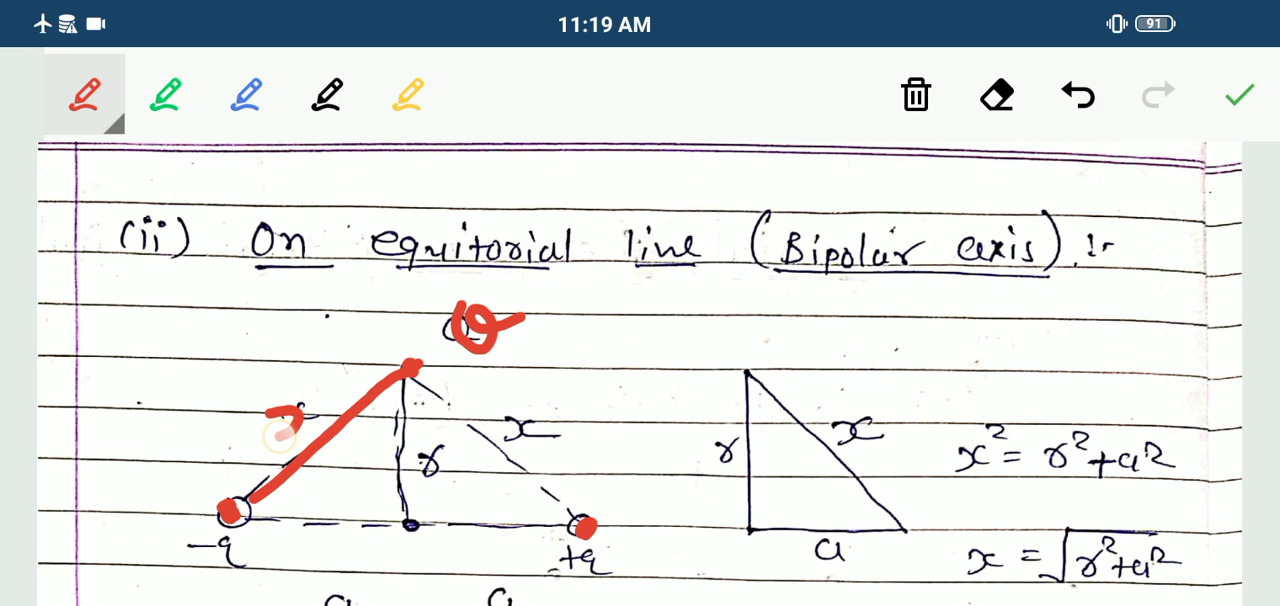 11:19 AM
91
(ii) On equitorial line (Bipolar axis) :-
Q
x x
r
-q +q
a a
r x
a
x² = r²+a²
x = √r²+a²